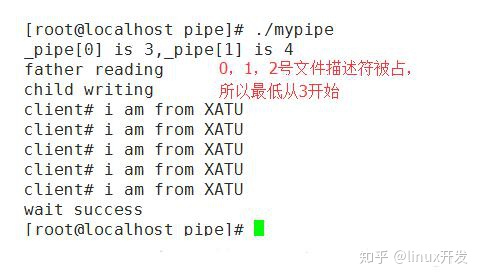 [root@localhost pipe]# ./mypipe
_pipe[0] is 3,_pipe[1] is 4
father reading
0，1，2号文件描述符被占，
child writing
所以最低从3开始
client# i am from XATU
client# i am from XATU
client# i am from XATU
client# i am from XATU
client# i am from XATU
wait success
[root@localhost pipe]#
知乎 @linux开发